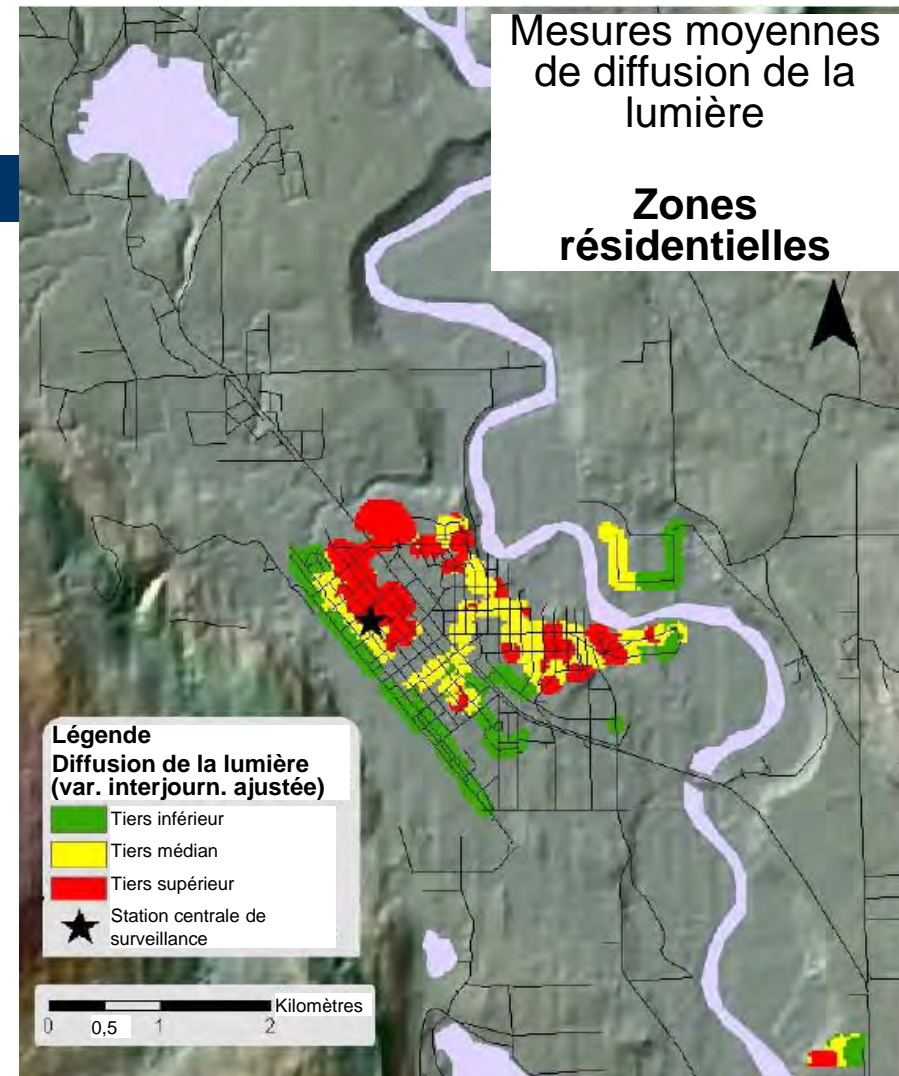 Mesures moyennes
de diffusion de la
lumière
Zones
résidentielles
Légende
Diffusion de la lumière
(var. interjourn. ajustée)
Tiers inférieur
Tiers médian
Tiers supérieur
Station centrale de
surveillance
Kilomètres
0 0,5 1 2